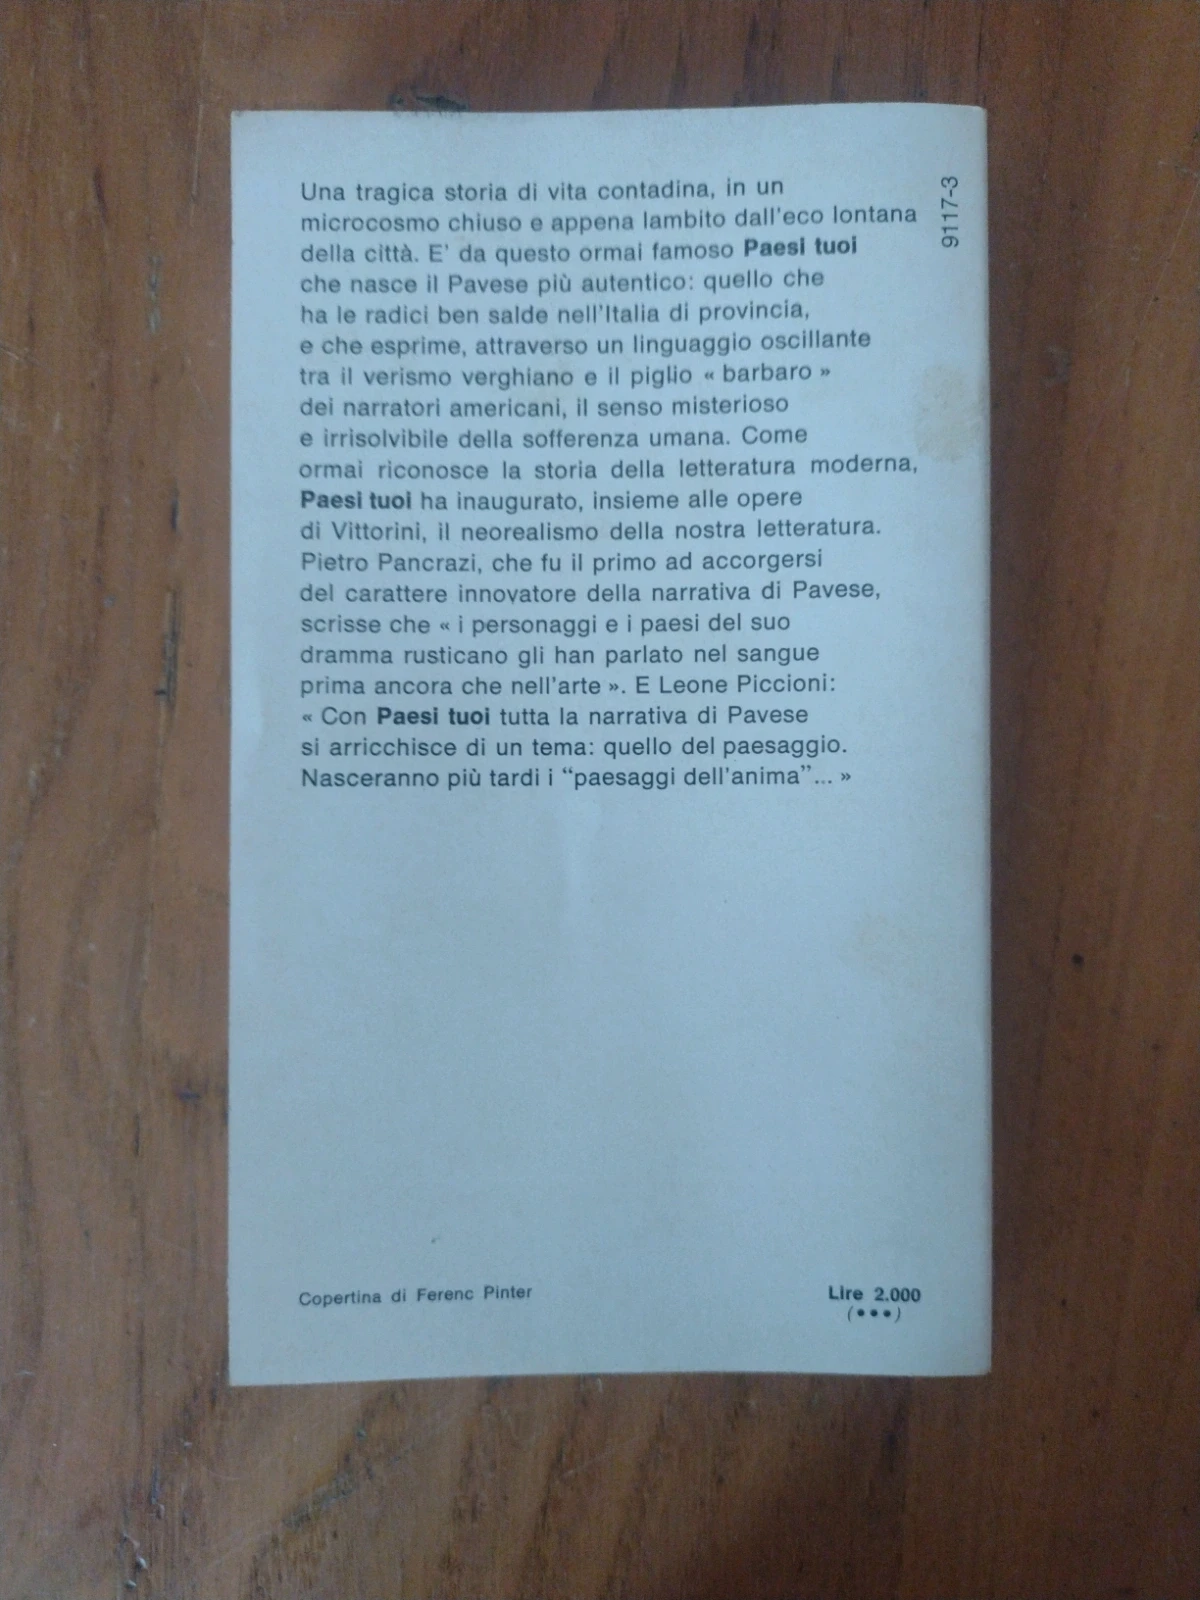 Una tragica storia di vita contadina, in un
microcosmo chiuso e appena lambito dall'eco lontana
della città. E' da questo ormai famoso Paesi tuoi
che nasce il Pavese più autentico: quello che
ha le radici ben salde nell'Italia di provincia,
e che esprime, attraverso un linguaggio oscillante
tra il verismo verghiano e il piglio « barbaro »
dei narratori americani, il senso misterioso
e irrisolvibile della sofferenza umana. Come
ormai riconosce la storia della letteratura moderna,
Paesi tuoi ha inaugurato, insieme alle opere
di Vittorini, il neorealismo della nostra letteratura.
Pietro Pancrazi, che fu il primo ad accorgersi
del carattere innovatore della narrativa di Pavese,
scrisse che « i personaggi e i paesi del suo
dramma rusticano gli han parlato nel sangue
prima ancora che nell'arte ». E Leone Piccioni:
« Con Paesi tuoi tutta la narrativa di Pavese
si arricchisce di un tema: quello del paesaggio.
Nasceranno più tardi i “paesaggi dell'anima”... »
9117-3
Copertina di Ferenc Pinter
Lire 2.000
(•••)